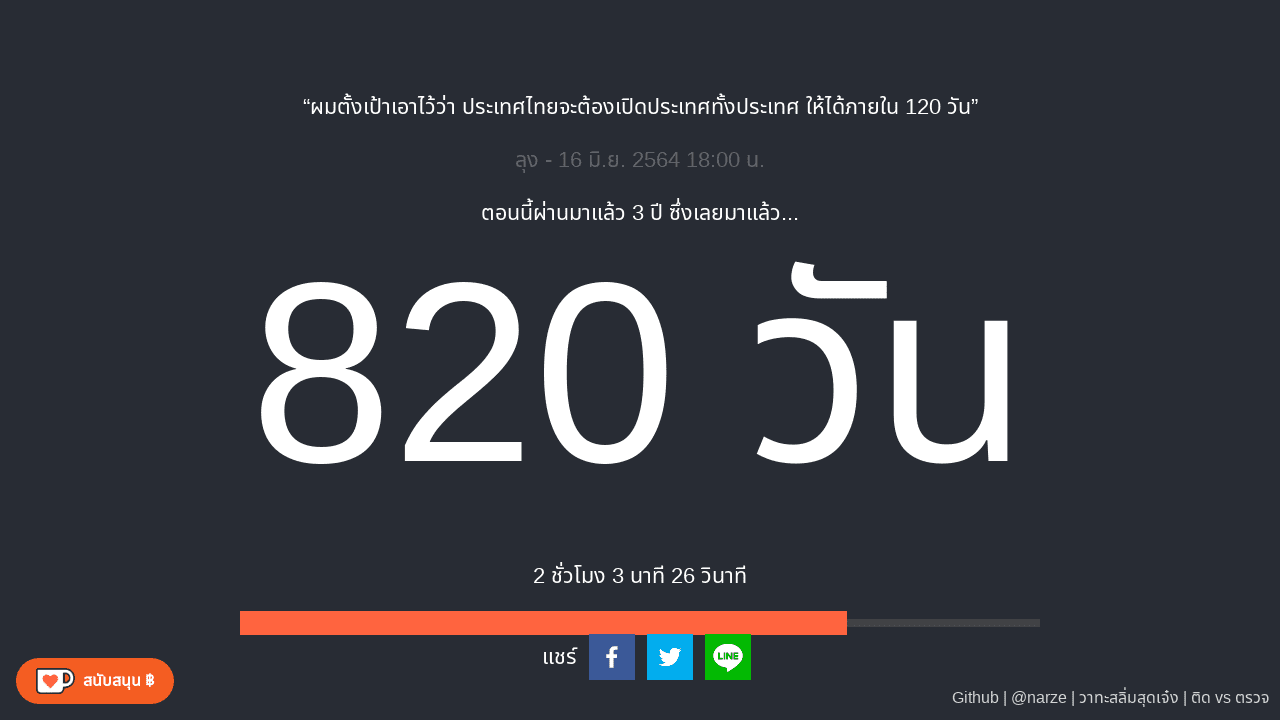 “ผมตั้งเป้าเอาไว้ว่า ประเทศไทยจะต้องเปิดประเทศทั้งประเทศ ให้ได้ภายใน 120 วัน”
ลุง - 16 มิ.ย. 2564 18:00 น.
ตอนนี้ผ่านมาแล้ว 3 ปี ซึ่งเลยมาแล้ว...
820 วัน
2 ชั่วโมง 3 นาที 26 วินาที
แชร์
LINE
สนับสนุน ฿
Github | @narze | วาทะสลิ่มสุดเจ๋ง | ติด vs ตรวจ